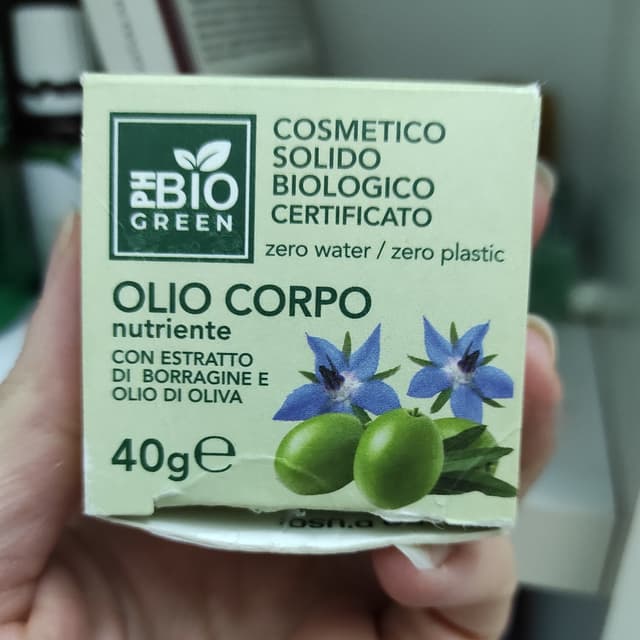 PH BIO
GREEN
COSMETICO
SOLIDO
BIOLOGICO
CERTIFICATO
zero water / zero plastic
OLIO CORPO
nutriente
CON ESTRATTO
DI BORRAGINE E
OLIO DI OLIVA
40g℮